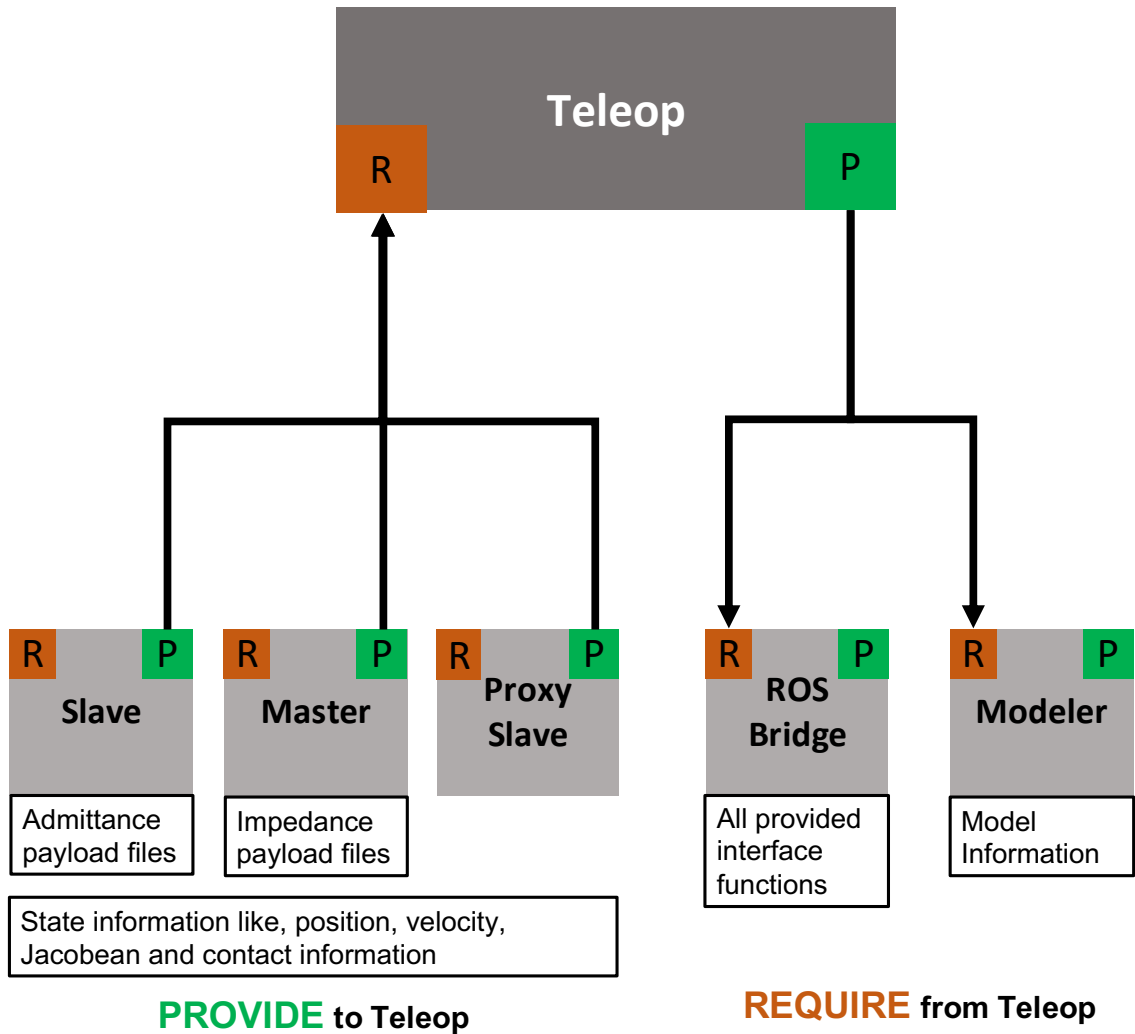 Teleop
R
P
R
P
Slave
R
P
Master
R
P
Proxy
Slave
R
P
ROS
Bridge
R
P
Modeler
Admittance
payload files
Impedance
payload files
All provided
interface
functions
Model
Information
State information like, position, velocity,
Jacobean and contact information
PROVIDE to Teleop
REQUIRE from Teleop